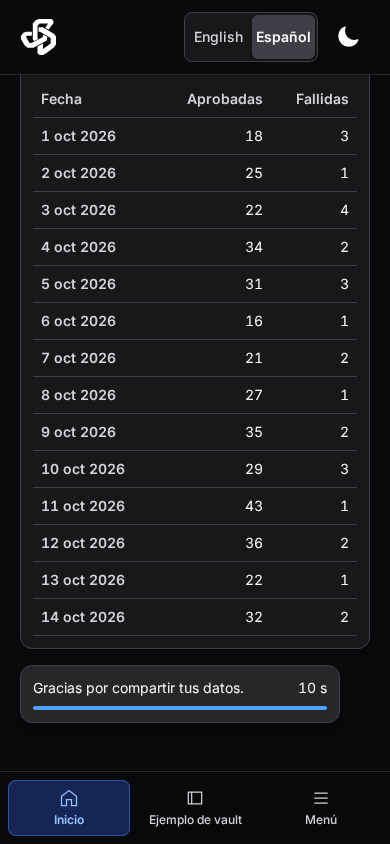 English Español
Fecha Aprobadas Fallidas
1 oct 2026 18 3
2 oct 2026 25 1
3 oct 2026 22 4
4 oct 2026 34 2
5 oct 2026 31 3
6 oct 2026 16 1
7 oct 2026 21 2
8 oct 2026 27 1
9 oct 2026 35 2
10 oct 2026 29 3
11 oct 2026 43 1
12 oct 2026 36 2
13 oct 2026 22 1
14 oct 2026 32 2
Gracias por compartir tus datos. 10 s
Inicio Ejemplo de vault Menú